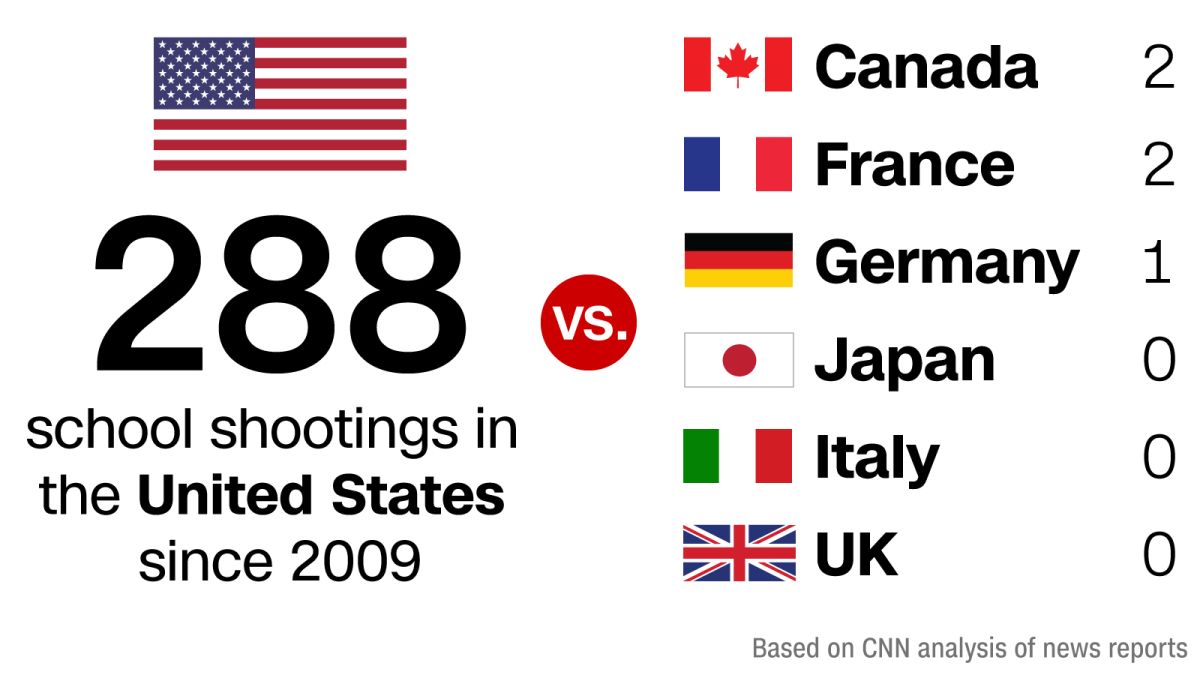 288
school shootings in
the United States
since 2009
VS.
Canada 2
France 2
Germany 1
Japan 0
Italy 0
UK 0
Based on CNN analysis of news reports